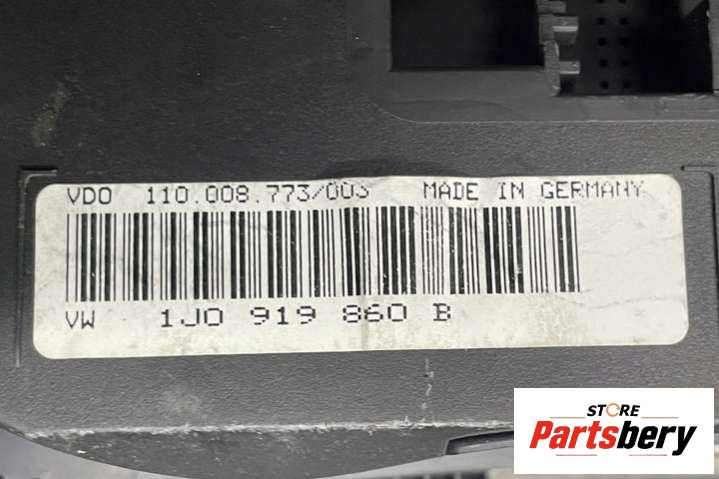 VDO 110.008.773/003 MADE IN GERMANY
VW 1J0 919 860 B
STORE
Partsbery